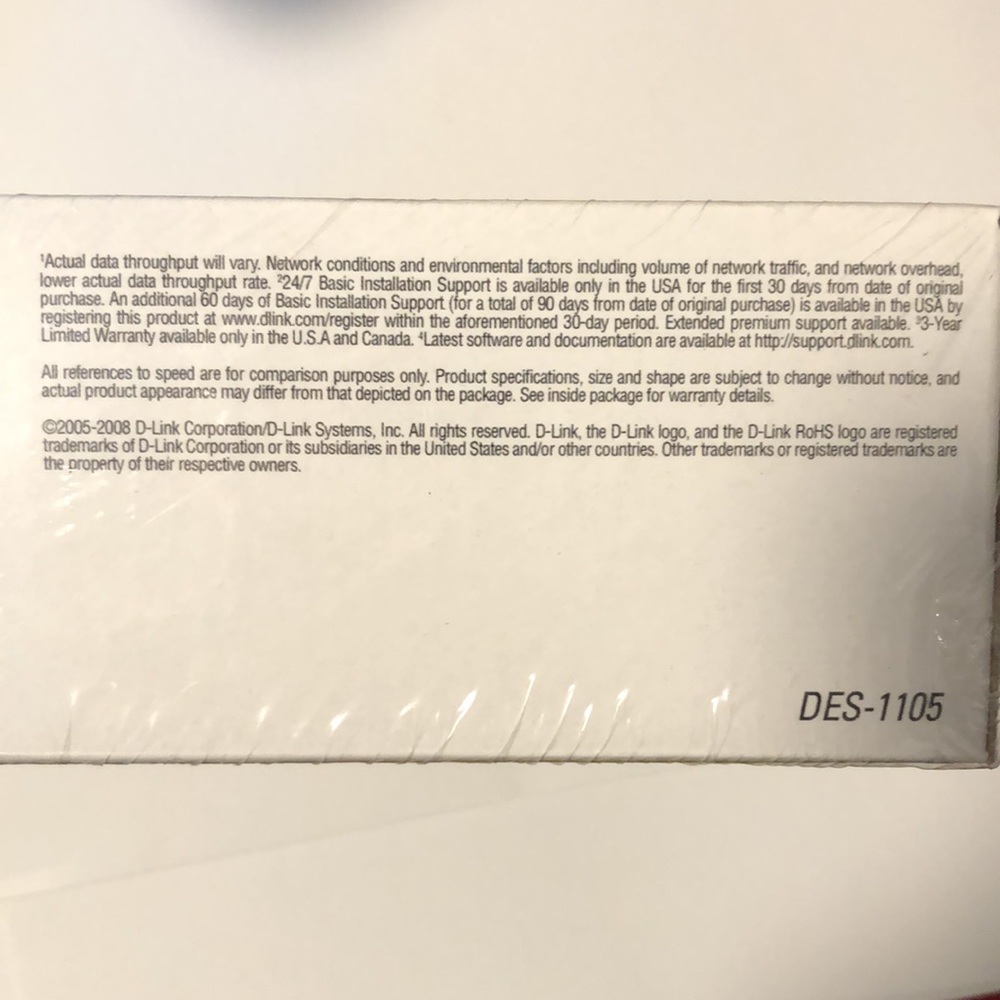 ¹Actual data throughput will vary. Network conditions and environmental factors including volume of network traffic, and network overhead,
lower actual data throughput rate. ²24/7 Basic Installation Support is available only in the USA for the first 30 days from date of original
purchase. An additional 60 days of Basic Installation Support (for a total of 90 days from date of original purchase) is available in the USA by
registering this product at www.dlink.com/register within the aforementioned 30-day period. Extended premium support available. ³3-Year
Limited Warranty available only in the U.S.A and Canada. ⁴Latest software and documentation are available at http://support.dlink.com.
All references to speed are for comparison purposes only. Product specifications, size and shape are subject to change without notice, and
actual product appearance may differ from that depicted on the package. See inside package for warranty details.
©2005-2008 D-Link Corporation/D-Link Systems, Inc. All rights reserved. D-Link, the D-Link logo, and the D-Link RoHS logo are registered
trademarks of D-Link Corporation or its subsidiaries in the United States and/or other countries. Other trademarks or registered trademarks are
the property of their respective owners.
DES-1105